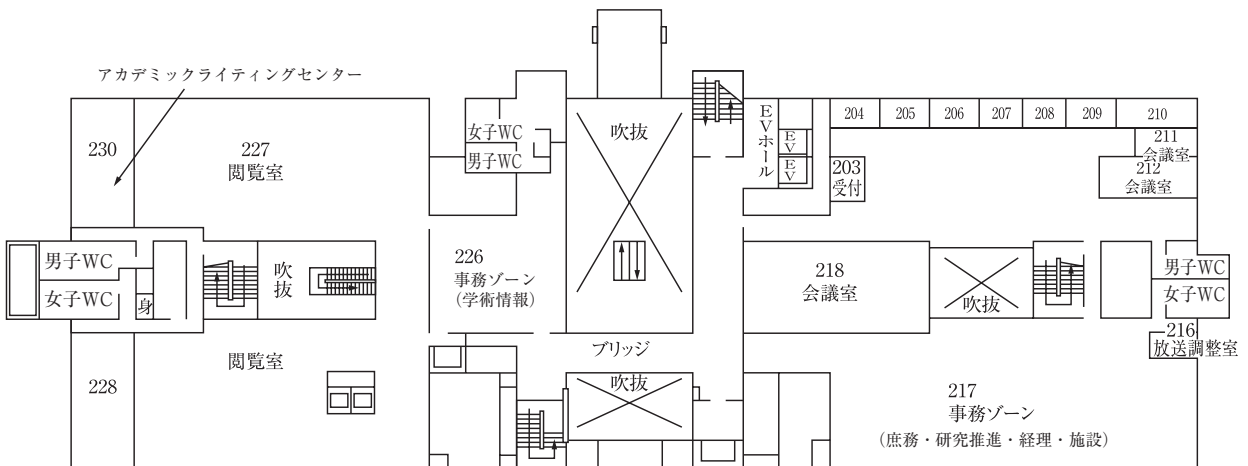 アカデミックライティングセンター
230
227
閲覧室
女子WC
男子WC
吹抜
EVホール
EV
EV
204
205
206
207
208
209
210
211
会議室
212
会議室
203
受付
男子WC
女子WC
身
吹抜
226
事務ゾーン
(学術情報)
218
会議室
吹抜
男子WC
女子WC
216
放送調整室
ブリッジ
228
閲覧室
吹抜
217
事務ゾーン
(庶務・研究推進・経理・施設)